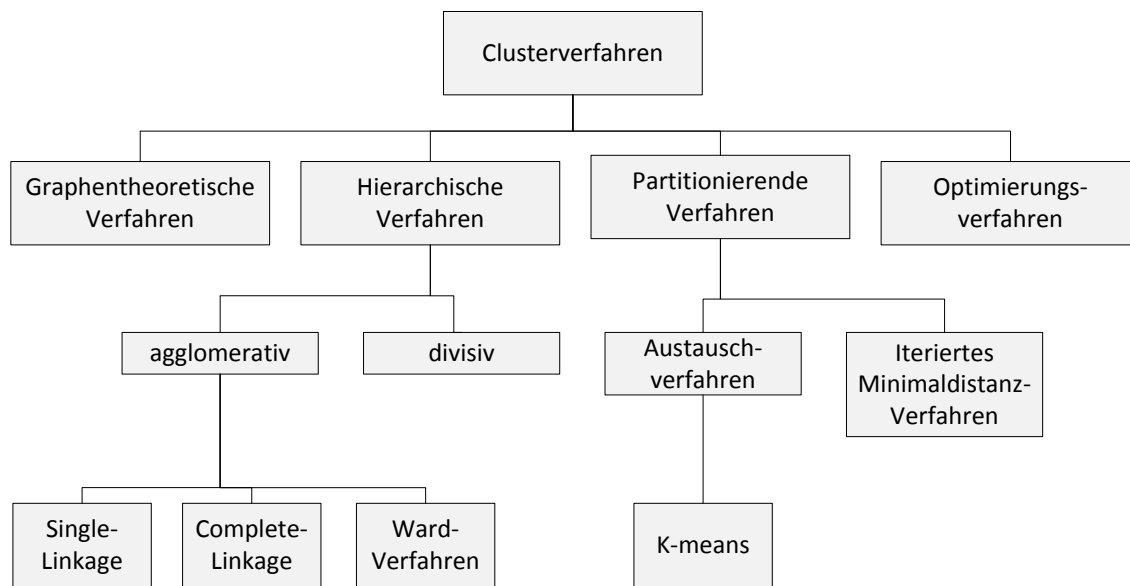 Clusterverfahren
Graphentheoretische
Verfahren
Hierarchische
Verfahren
Partitionierende
Verfahren
Optimierungs-
verfahren
agglomerativ
divisiv
Austausch-
verfahren
Iteriertes
Minimaldistanz-
Verfahren
Single-
Linkage
Complete-
Linkage
Ward-
Verfahren
K-means